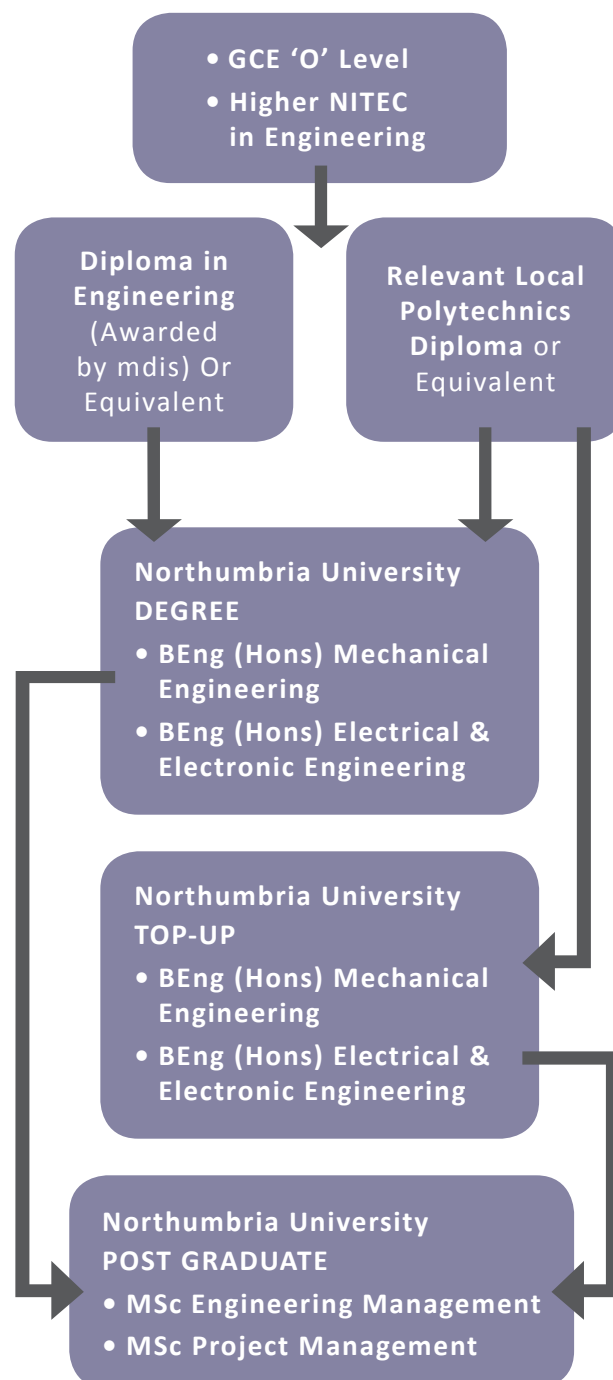 • GCE ‘O’ Level
• Higher NITEC
in Engineering
Diploma in
Engineering
(Awarded
by mdis) Or
Equivalent
Relevant Local
Polytechnics
Diploma or
Equivalent
Northumbria University
DEGREE
• BEng (Hons) Mechanical
Engineering
• BEng (Hons) Electrical &
Electronic Engineering
Northumbria University
TOP-UP
• BEng (Hons) Mechanical
Engineering
• BEng (Hons) Electrical &
Electronic Engineering
Northumbria University
POST GRADUATE
• MSc Engineering Management
• MSc Project Management